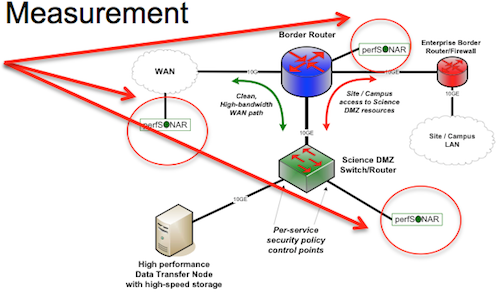 Measurement
Border Router
perfSONAR
Enterprise Border
Router/Firewall
WAN
10G
10GE
10GE
Clean,
High-bandwidth
WAN path
Site / Campus
access to Science
DMZ resources
perfSONAR
10GE
Site / Campus
LAN
Science DMZ
Switch/Router
10GE
10GE
perfSONAR
Per-service
security policy
control points
High performance
Data Transfer Node
with high-speed storage